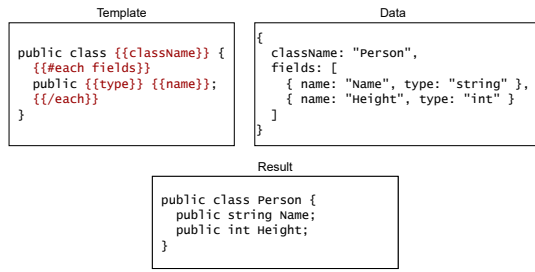 Template
public class {{className}} {
  {{#each fields}}
  public {{type}} {{name}};
  {{/each}}
}
Data
{
  className: "Person",
  fields: [
    { name: "Name", type: "string" },
    { name: "Height", type: "int" }
  ]
}
Result
public class Person {
  public string Name;
  public int Height;
}